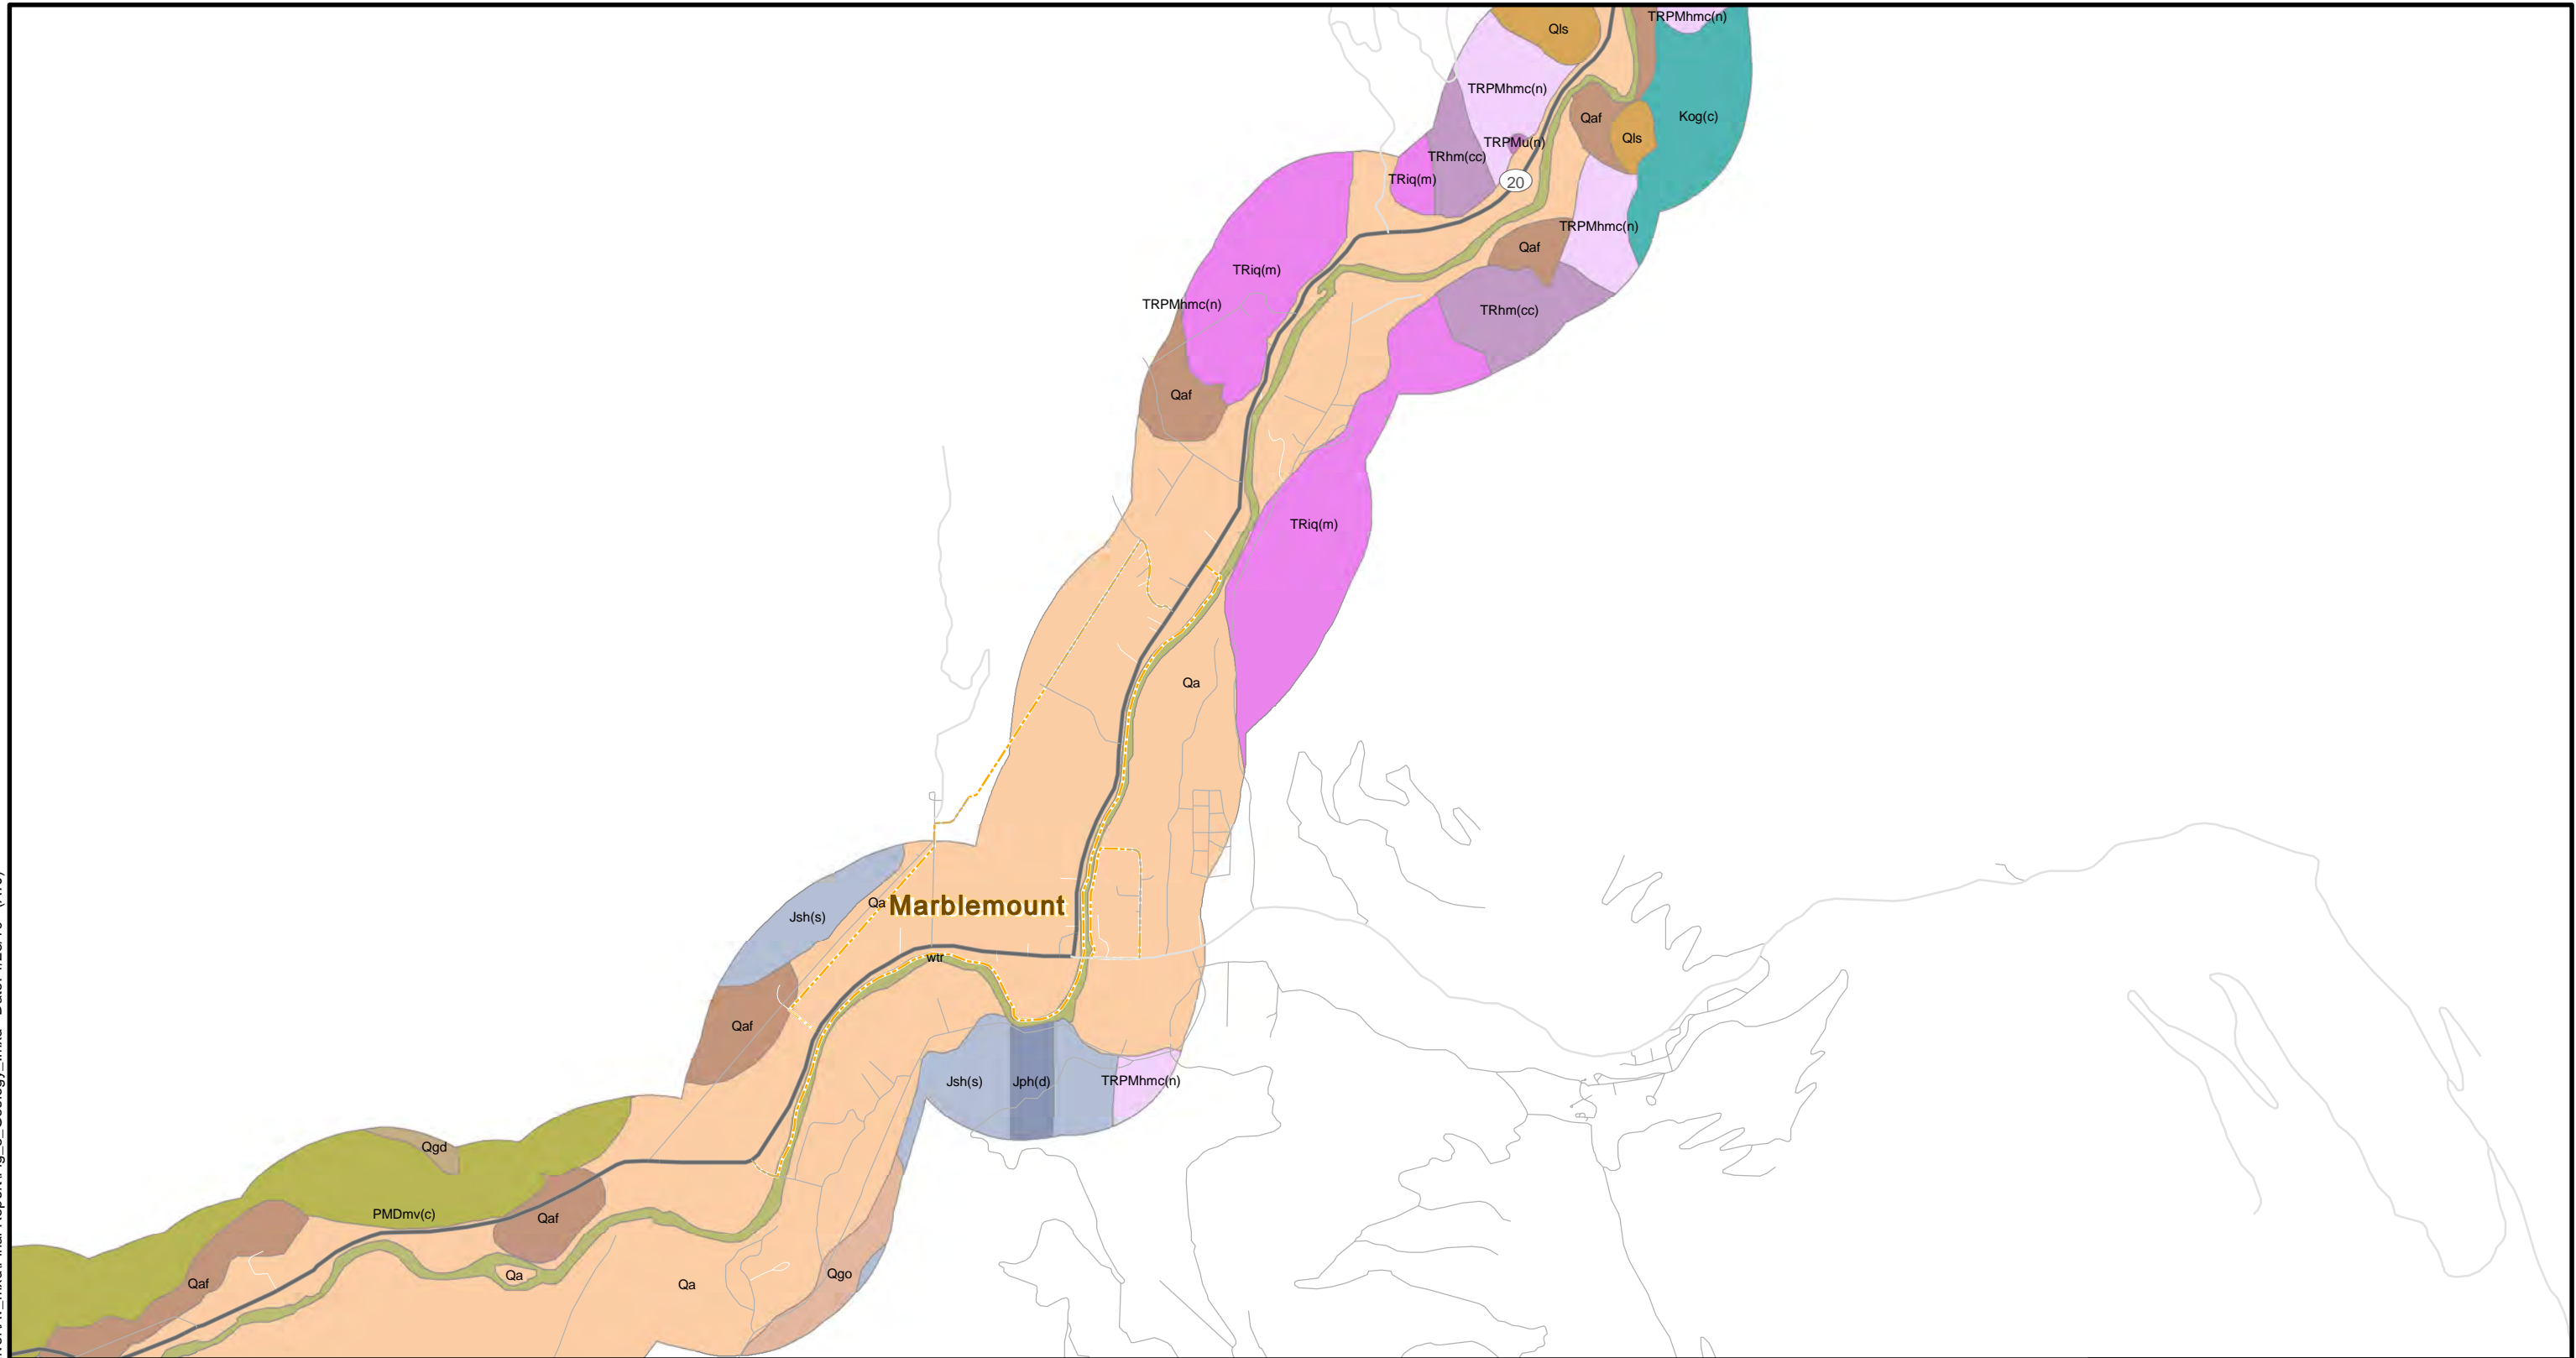 TRPMhmc(n)
Qls
TRPMhmc(n)
Kog(c)
Qaf
Qls
TRPMu(n)
TRhm(cc)
TRiq(m)
20
TRPMhmc(n)
Qaf
TRiq(m)
TRPMhmc(n)
TRhm(cc)
Qaf
TRiq(m)
Qa
Qa
Marblemount
Jsh(s)
wtr
Qaf
Jsh(s)
Jph(d)
TRPMhmc(n)
Qgd
PMDmv(c)
Qaf
Qgo
Qa
Qaf
Qa